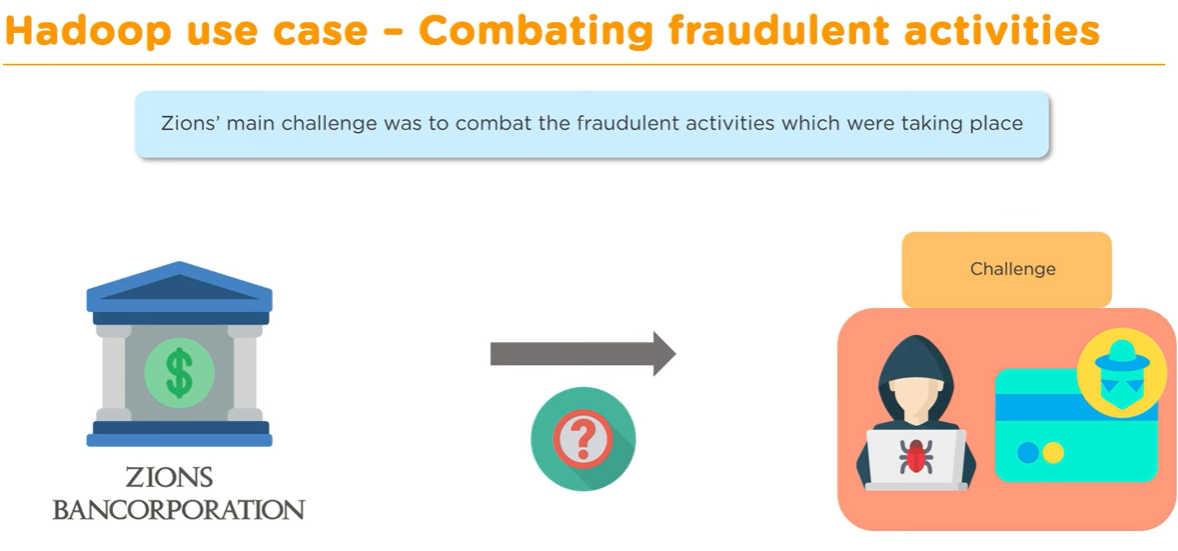 Hadoop use case – Combating fraudulent activities
Zions’ main challenge was to combat the fraudulent activities which were taking place
Challenge
$
?
ZIONS
BANCORPORATION